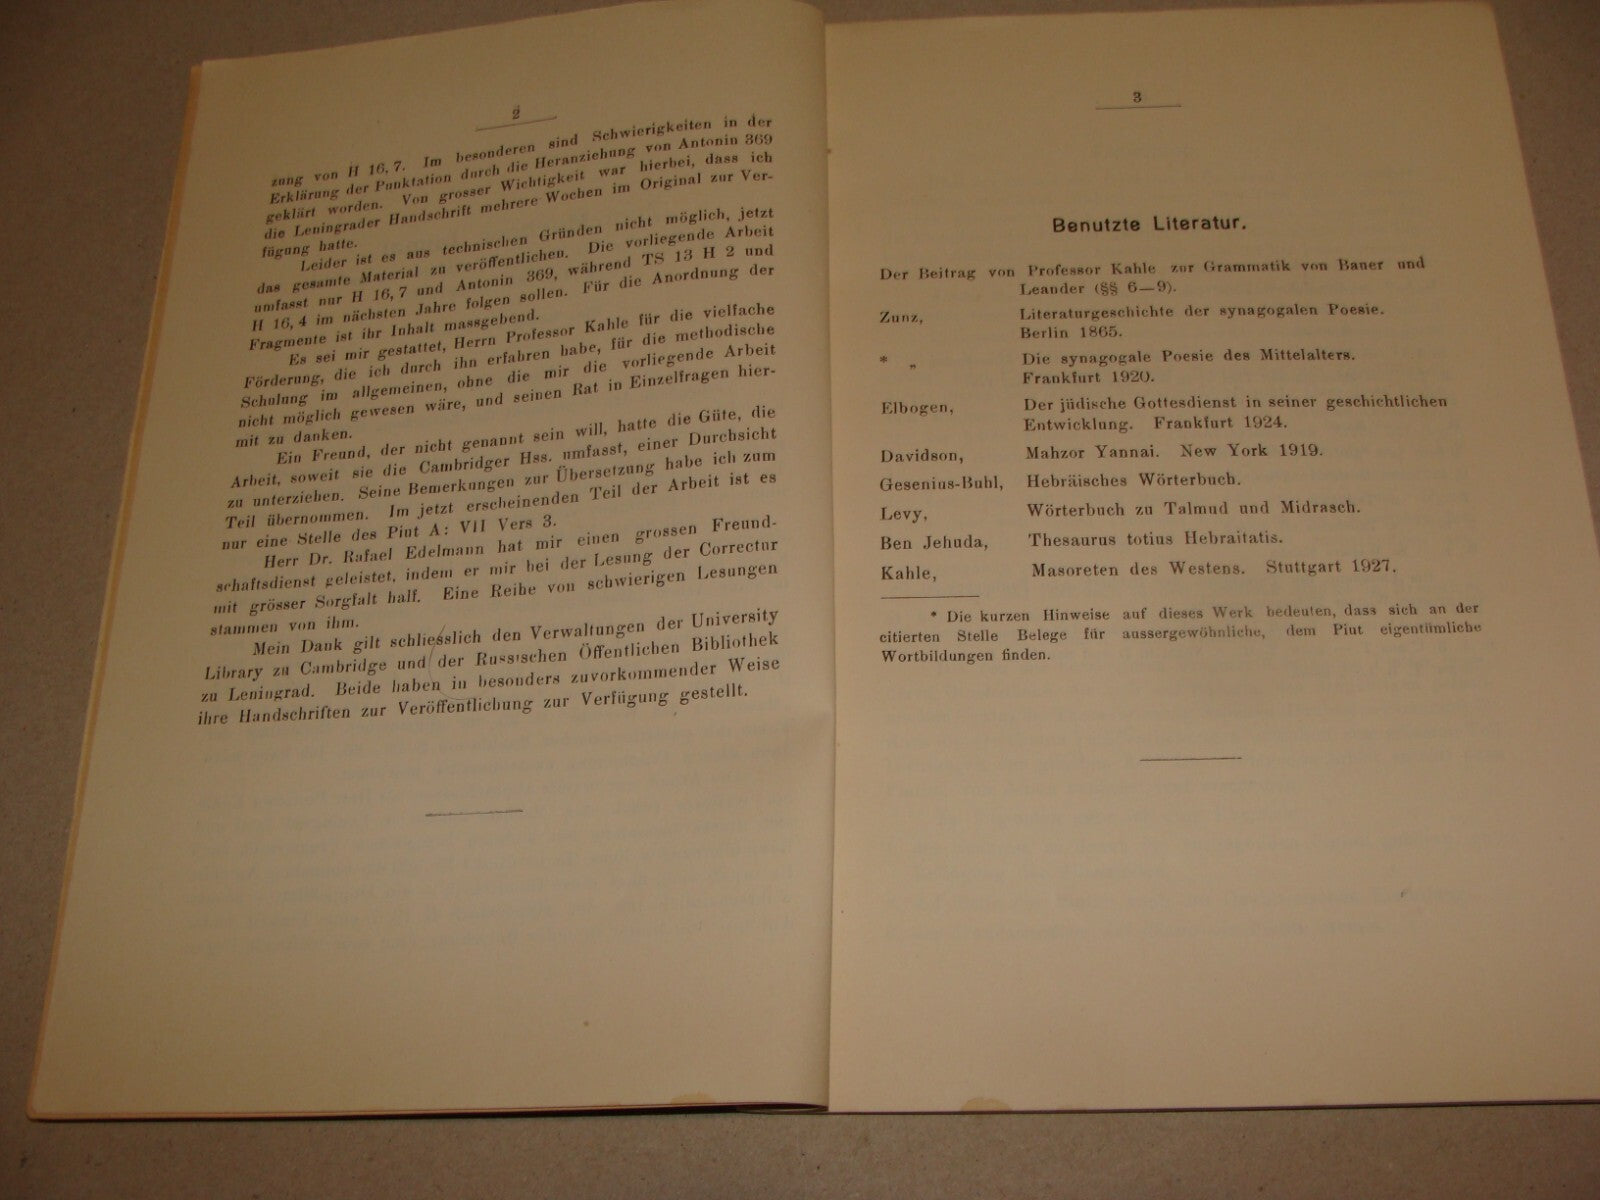 2
zung von H 16, 7. Im besonderen sind Schwierigkeiten in der
Erklärung der Punktation durch die Heranziehung von Antonin 369
geklärt worden. Von grosser Wichtigkeit war hierbei, dass ich
die Leningrader Handschrift mehrere Wochen im Original zur Ver-
fügung hatte.
Leider ist es aus technischen Gründen nicht möglich, jetzt
das gesamte Material zu veröffentlichen. Die vorliegende Arbeit
umfasst nur H 16, 7 und Antonin 369, während TS 13 H 2 und
H 16, 4 im nächsten Jahre folgen sollen. Für die Anordnung der
Fragmente ist ihr Inhalt massgebend.
Es sei mir gestattet, Herrn Professor Kahle für die vielfache
Förderung, die ich durch ihn erfahren habe, für die methodische
Schulung im allgemeinen, ohne die mir die vorliegende Arbeit
nicht möglich gewesen wäre, und seinen Rat in Einzelfragen hier-
mit zu danken.
Ein Freund, der nicht genannt sein will, hatte die Güte, die
Arbeit, soweit sie die Cambridger Hss. umfasst, einer Durchsicht
zu unterziehen. Seine Bemerkungen zur Übersetzung habe ich zum
Teil übernommen. Im jetzt erscheinenden Teil der Arbeit ist es
nur eine Stelle des Piut A: VII Vers 3.
Herr Dr. Rafael Edelmann hat mir einen grossen Freund-
schaftsdienst geleistet, indem er mir bei der Lesung der Correctur
mit grösser Sorgfalt half. Eine Reihe von schwierigen Lesungen
stammen von ihm.
Mein Dank gilt schliesslich den Verwaltungen der University
Library zu Cambridge und der Russischen Öffentlichen Bibliothek
zu Leningrad. Beide haben in besonders zuvorkommender Weise
ihre Handschriften zur Veröffentlichung zur Verfügung gestellt.
3
Benutzte Literatur.
Der Beitrag von Professor Kahle zur Grammatik von Bauer und
Leander (§§ 6—9).
Zunz, Literaturgeschichte der synagogalen Poesie.
Berlin 1865.
* „ Die synagogale Poesie des Mittelalters.
Frankfurt 1920.
Elbogen, Der jüdische Gottesdienst in seiner geschichtlichen
Entwicklung. Frankfurt 1924.
Davidson, Mahzor Yannai. New York 1919.
Gesenius-Buhl, Hebräisches Wörterbuch.
Levy, Wörterbuch zu Talmud und Midrasch.
Ben Jehuda, Thesaurus totius Hebraitatis.
Kahle, Masoreten des Westens. Stuttgart 1927.
* Die kurzen Hinweise auf dieses Werk bedeuten, dass sich an der
citierten Stelle Belege für aussergewöhnliche, dem Piut eigentümliche
Wortbildungen finden.